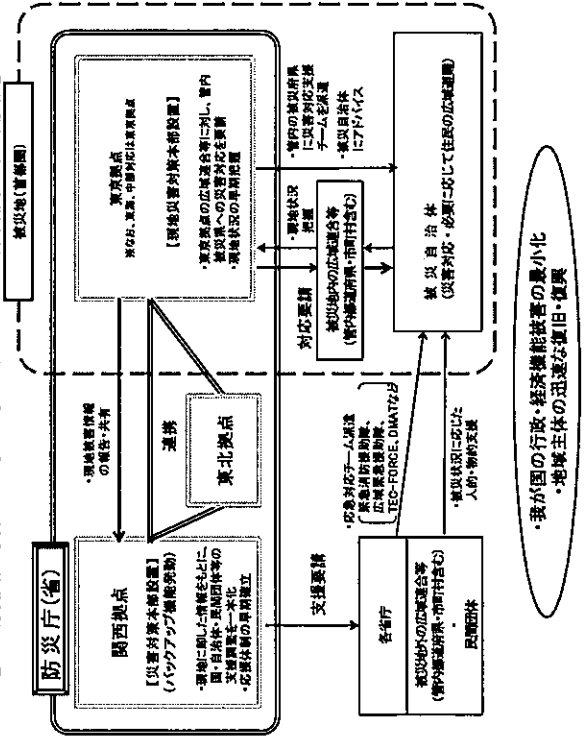 被災地(首都圏)
防災庁(省)
関西拠点
【災害対策本部設置】
(バックアップ機能発動)
・現地に即した情報をもとに、
国・自治体・民間団体等の
支援調整を一本化
・応援体制の早期確立
・現地被害情報
の報告・共有
連携
東北拠点
東京拠点
※なお、東海、中部対応は東京拠点
【現地災害対策本部設置】
・東京拠点の広域連合等に対し、管内
被災県への災害対応を要請
・現地状況の早期把握
支援要請
対応要請
・現地状況
把握
・管内の被災府県
に災害対応支援
チームを派遣
・被災自治体
にアドバイス
被災地内の広域連合等
(管内都道府県・市町村含む)
各省庁
被災地外の広域連合等
(管内都道府県・市町村含む)
・
民間団体
・応急対応チーム派遣
緊急消防援助隊、
広域緊急援助隊、
TEC-FORCE、DMATなど
・被災状況に応じた
人的・物的支援
被災自治体
(災害対応・必要に応じて住民の広域避難)
・我が国の行政・経済機能被害の最小化
・地域主体の迅速な復旧・復興